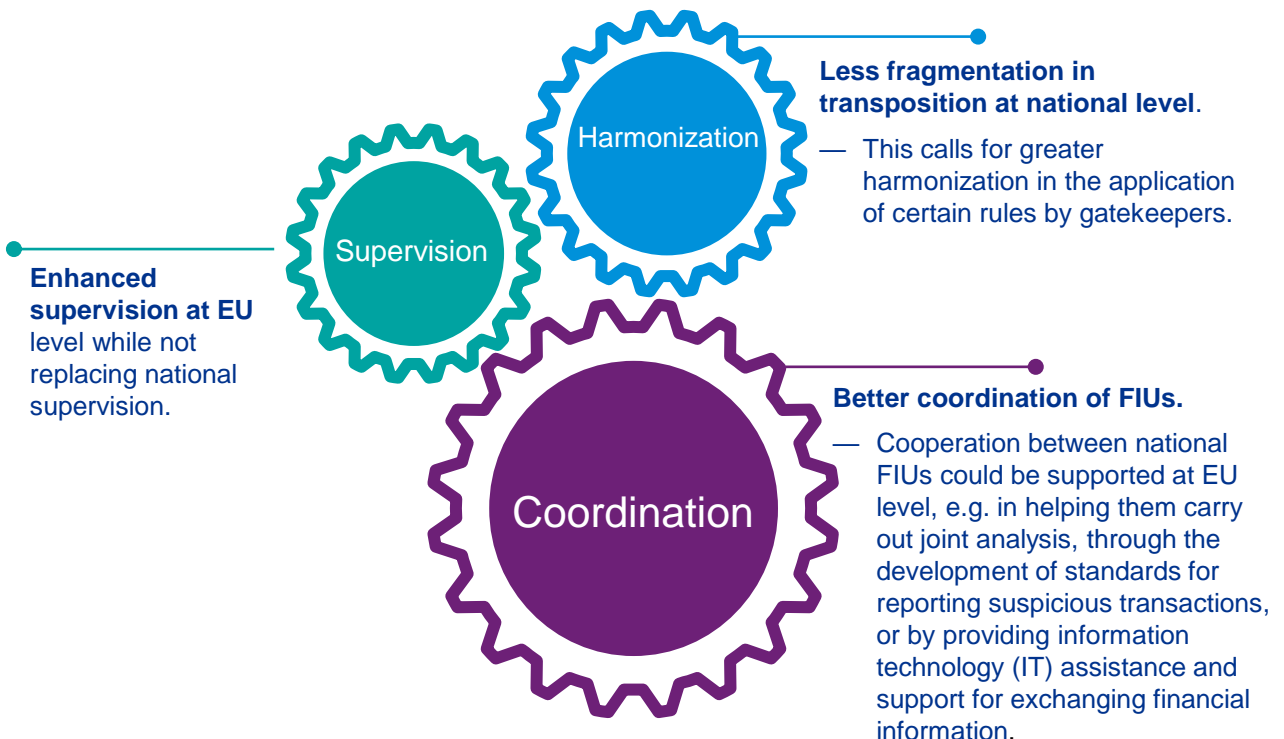 Harmonization
Less fragmentation in
transposition at national level.
— This calls for greater
harmonization in the application
of certain rules by gatekeepers.
Supervision
Enhanced
supervision at EU
level while not
replacing national
supervision.
Coordination
Better coordination of FIUs.
— Cooperation between national
FIUs could be supported at EU
level, e.g. in helping them carry
out joint analysis, through the
development of standards for
reporting suspicious transactions,
or by providing information
technology (IT) assistance and
support for exchanging financial
information.